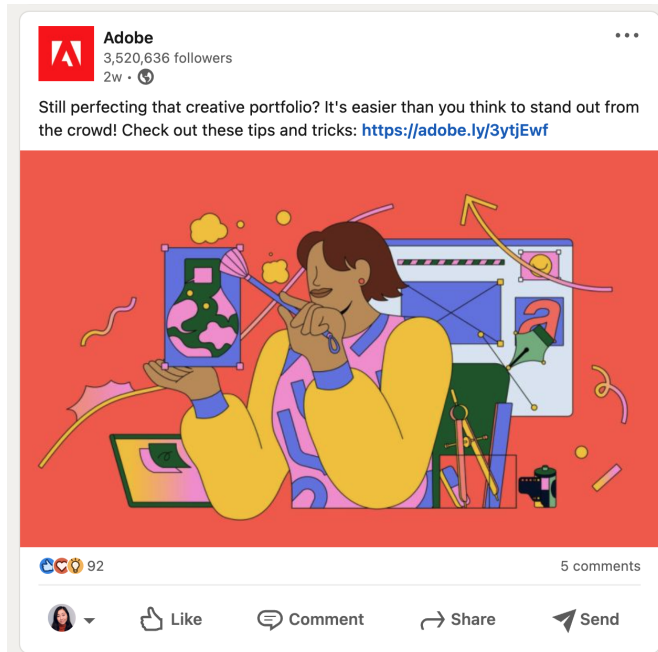 Adobe
3,520,636 followers
2w •
Still perfecting that creative portfolio? It's easier than you think to stand out from
the crowd! Check out these tips and tricks: https://adobe.ly/3ytjEwf
a
92
5 comments
Like
Comment
Share
Send